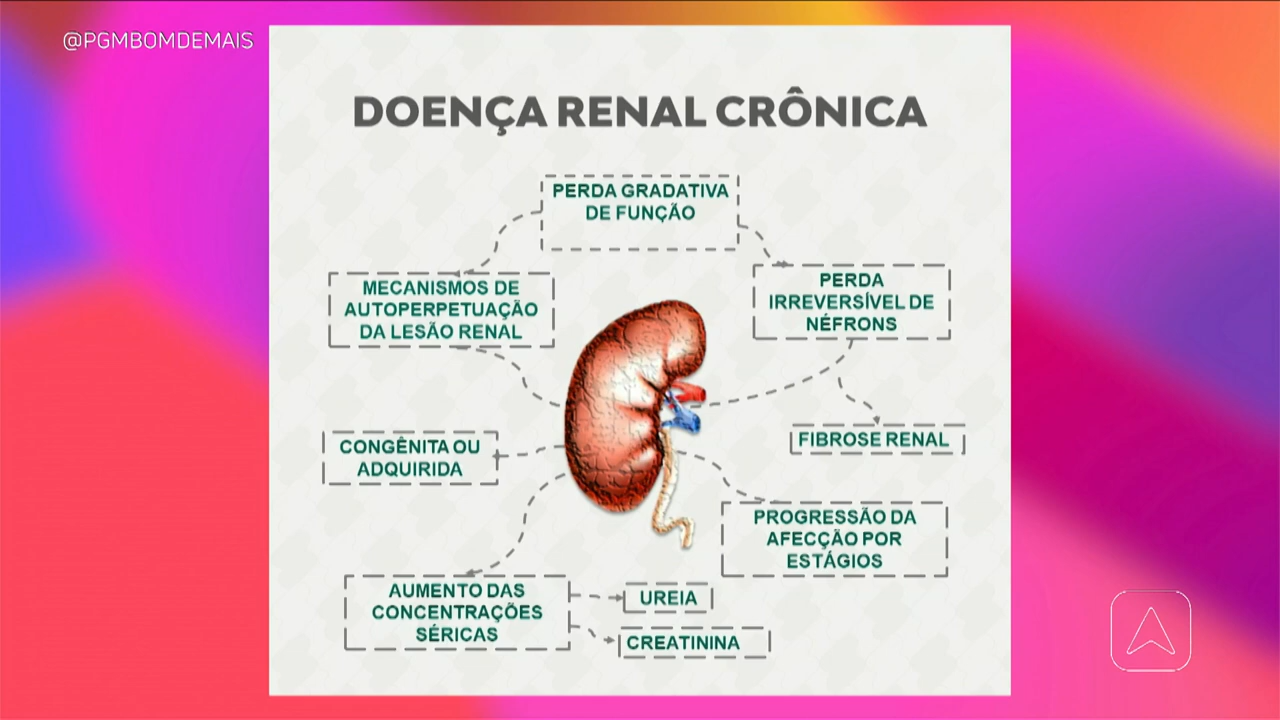 @PGMBOMDEMAIS
DOENÇA RENAL CRÔNICA
PERDA GRADATIVA
DE FUNÇÃO
MECANISMOS DE
AUTOPERPETUAÇÃO
DA LESÃO RENAL
PERDA
IRREVERSÍVEL DE
NÉFRONS
CONGÊNITA OU
ADQUIRIDA
FIBROSE RENAL
PROGRESSÃO DA
AFECÇÃO POR
ESTÁGIOS
AUMENTO DAS
CONCENTRAÇÕES
SÉRICAS
UREIA
CREATININA